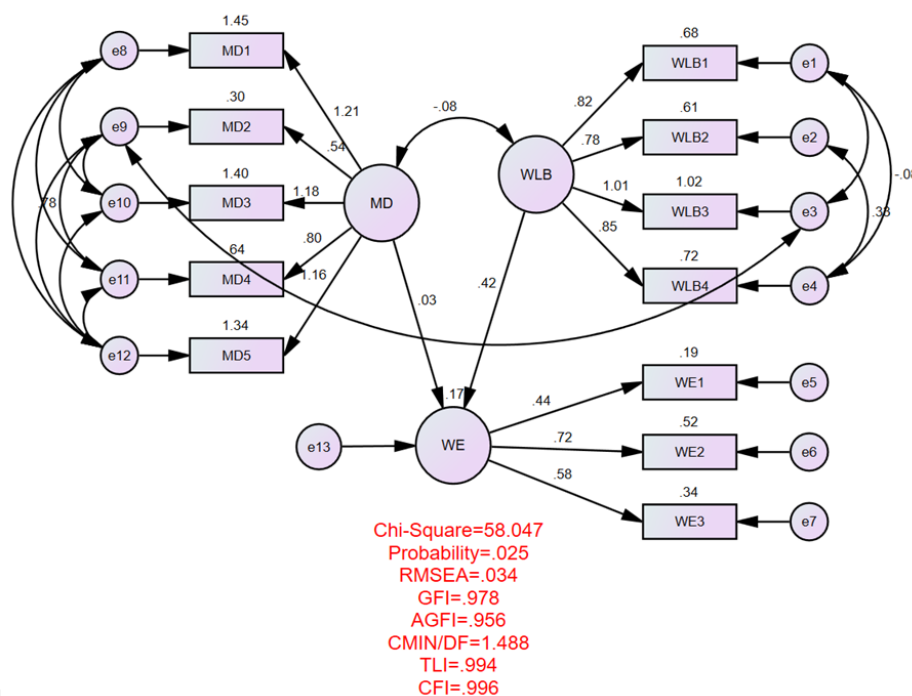 1.45
e8 MD1
.30
e9 MD2
1.40
e10 MD3
.64
e11 MD4
1.34
e12 MD5
.78
1.21
.54
1.18
.80
1.16
MD
-.08
WLB
.82
.78
1.01
.85
.68
WLB1 e1
.61
WLB2 e2
1.02
WLB3 e3
.72
WLB4 e4
-.08
.33
.03
.42
.17
e13 WE
.44
.72
.58
.19
WE1 e5
.52
WE2 e6
.34
WE3 e7
Chi-Square=58.047
Probability=.025
RMSEA=.034
GFI=.978
AGFI=.956
CMIN/DF=1.488
TLI=.994
CFI=.996